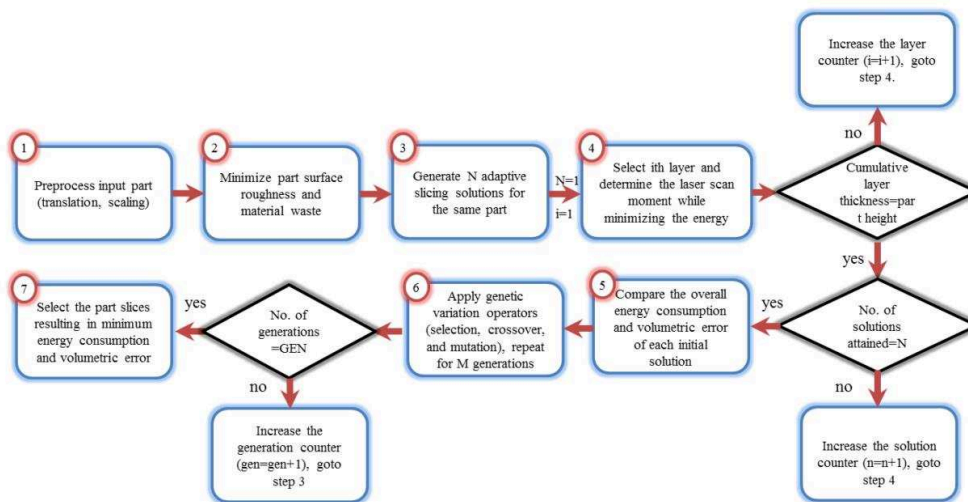 Increase the layer
counter (i=i+1), goto
step 4.
no
1
Preprocess input part
(translation, scaling)
2
Minimize part surface
roughness and
material waste
3
Generate N adaptive
slicing solutions for
the same part
N=1
i=1
4
Select ith layer and
determine the laser scan
moment while
minimizing the energy
Cumulative
layer
thickness=par
t height
yes
7
Select the part slices
resulting in minimum
energy consumption
and volumetric error
yes
No. of
generations
=GEN
6
Apply genetic
variation operators
(selection, crossover,
and mutation), repeat
for M generations
5
Compare the overall
energy consumption
and volumetric error
of each initial
solution
yes
No. of
solutions
attained=N
no
no
Increase the
generation counter
(gen=gen+1), goto
step 3
Increase the solution
counter (n=n+1), goto
step 4